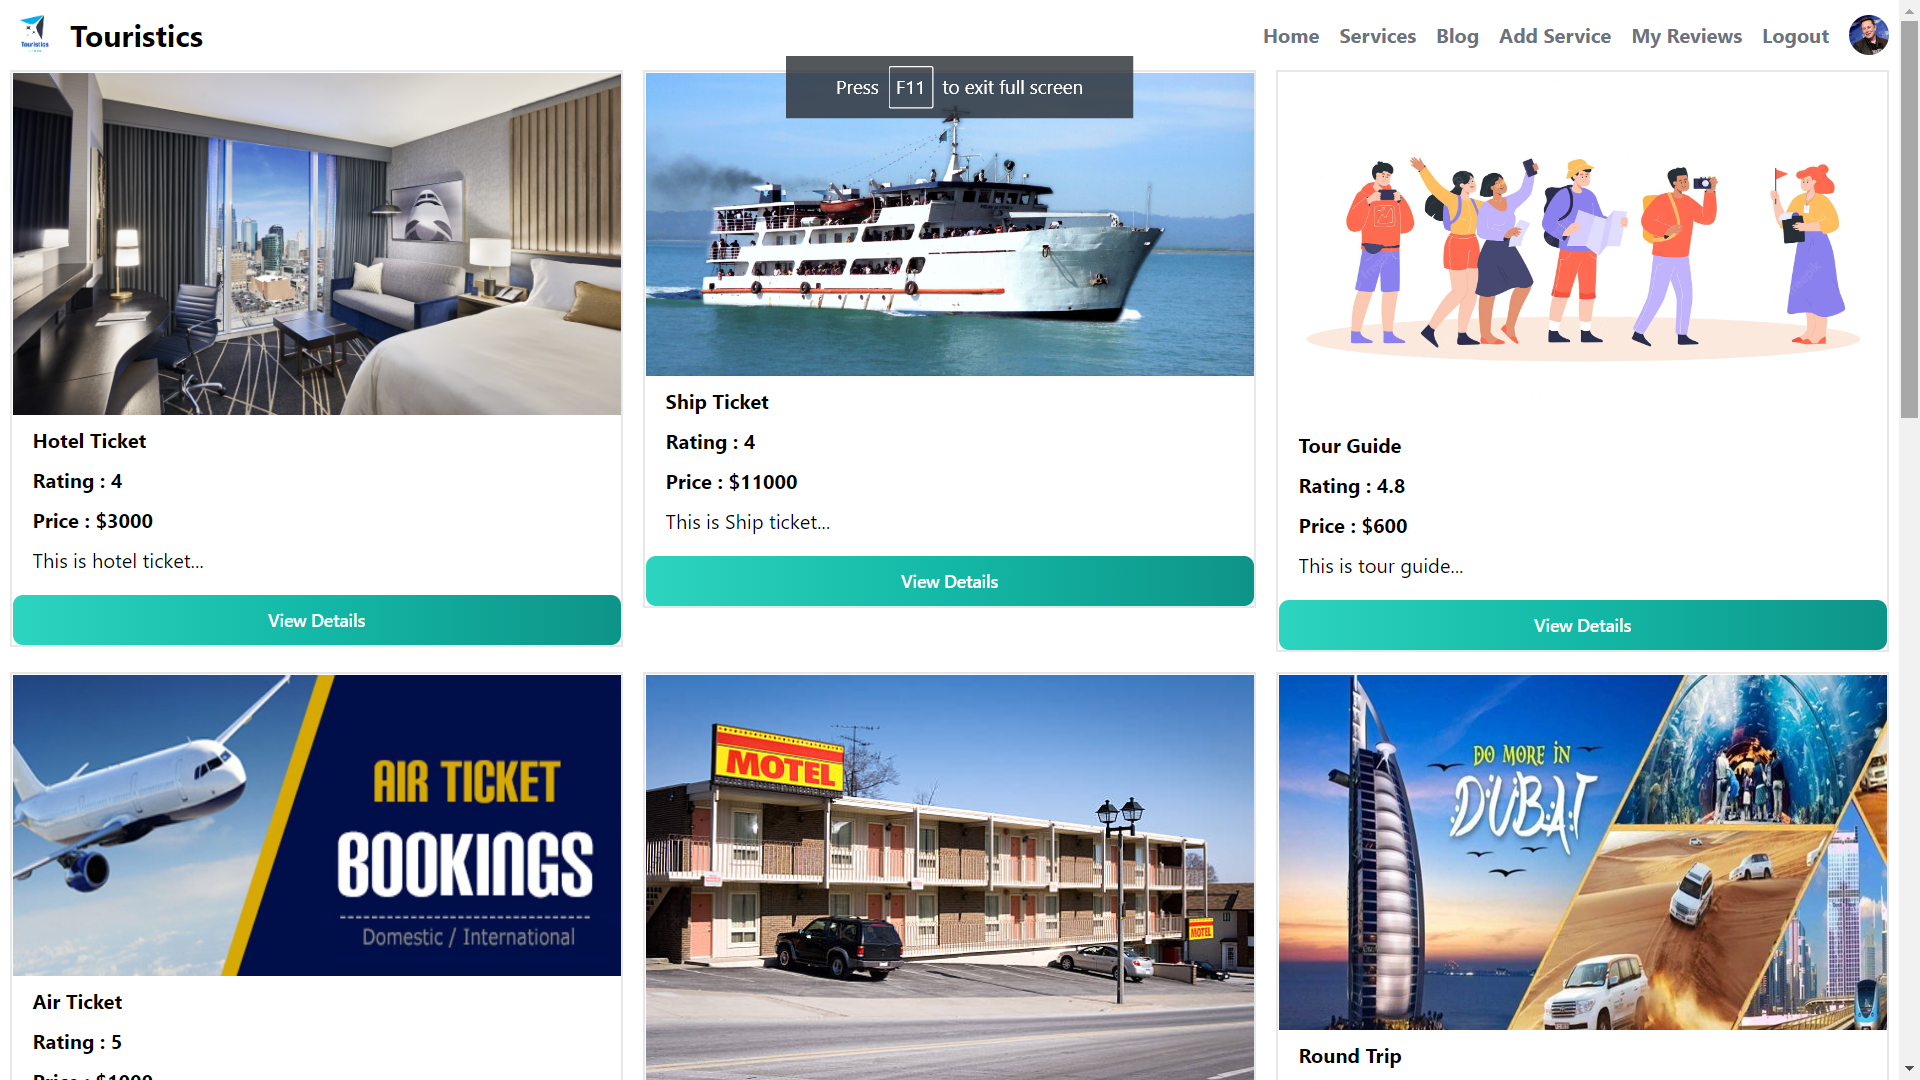 Touristics
Touristics
Home
Services
Blog
Add Service
My Reviews
Logout
Press F11 to exit full screen
Hotel Ticket
Rating : 4
Price : $3000
This is hotel ticket...
View Details
Ship Ticket
Rating : 4
Price : $11000
This is Ship ticket...
View Details
Tour Guide
Rating : 4.8
Price : $600
This is tour guide...
View Details
AIR TICKET
BOOKINGS
Domestic / International
Air Ticket
Rating : 5
Price : $1000
MOTEL
MOTEL
DO MORE IN
DUBAI
Round Trip